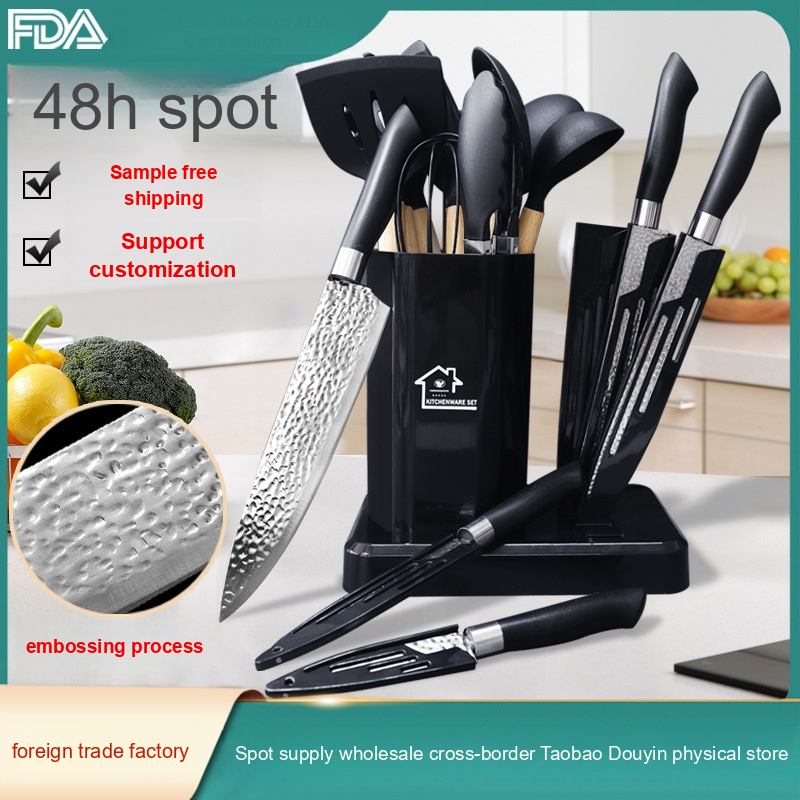 FDA
48h spot
Sample free
shipping
Support
customization
KITCHENWARE SET
embossing process
foreign trade factory
Spot supply wholesale cross-border Taobao Douyin physical store